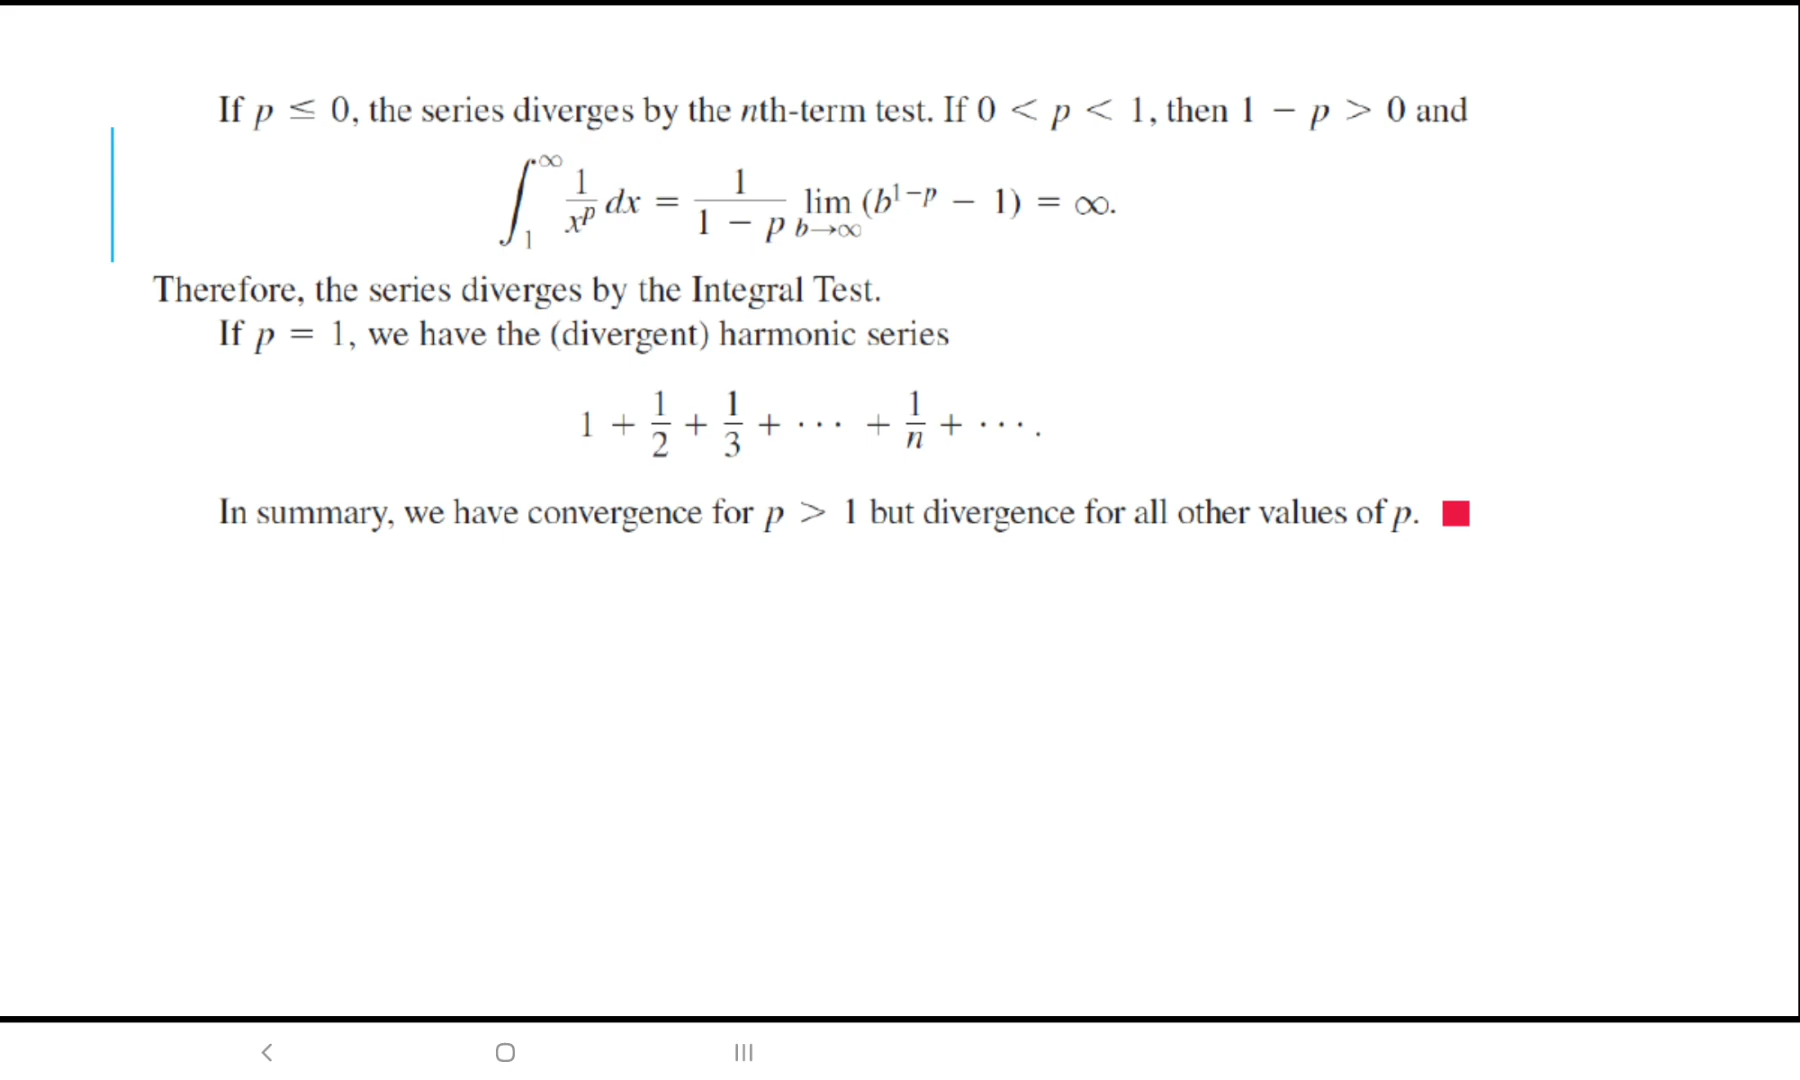 If p ≤ 0, the series diverges by the nth-term test. If 0 < p < 1, then 1 − p > 0 and
∫₁^∞ 1/x^p dx = 1/(1 − p) lim_{b→∞} (b^{1−p} − 1) = ∞.
Therefore, the series diverges by the Integral Test.
If p = 1, we have the (divergent) harmonic series
1 + 1/2 + 1/3 + ⋯ + 1/n + ⋯.
In summary, we have convergence for p > 1 but divergence for all other values of p.